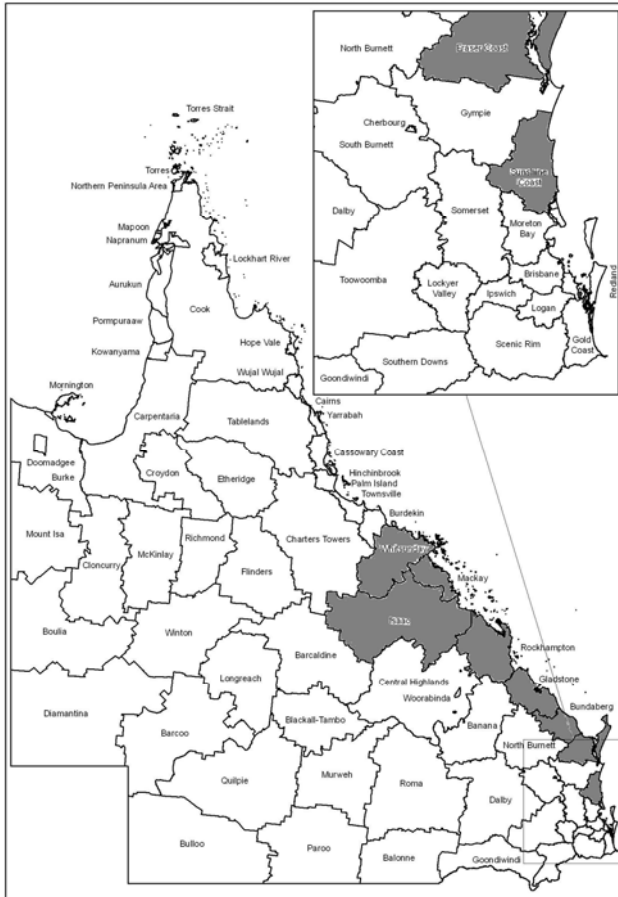 North Burnett
Fraser Coast
Gympie
Cherbourg
South Burnett
Sunshine
Coast
Dalby
Somerset
Moreton
Bay
Toowoomba
Lockyer
Valley
Brisbane
Ipswich
Logan
Redland
Scenic Rim
Gold
Coast
Southern Downs
Goondiwindi
Torres Strait
Torres
Northern Peninsula Area
Mapoon
Napranum
Lockhart River
Aurukun
Cook
Pormpuraaw
Hope Vale
Kowanyama
Wujal Wujal
Mornington
Cairns
Yarrabah
Carpentaria
Tablelands
Cassowary Coast
Doomadgee
Burke
Croydon
Etheridge
Hinchinbrook
Palm Island
Townsville
Burdekin
Mount Isa
Cloncurry
McKinlay
Richmond
Flinders
Charters Towers
Whitsunday
Mackay
Isaac
Boulia
Winton
Barcaldine
Rockhampton
Longreach
Central Highlands
Woorabinda
Gladstone
Diamantina
Barcoo
Blackall-Tambo
Banana
Bundaberg
North Burnett
Quilpie
Murweh
Roma
Dalby
Bulloo
Paroo
Balonne
Goondiwindi